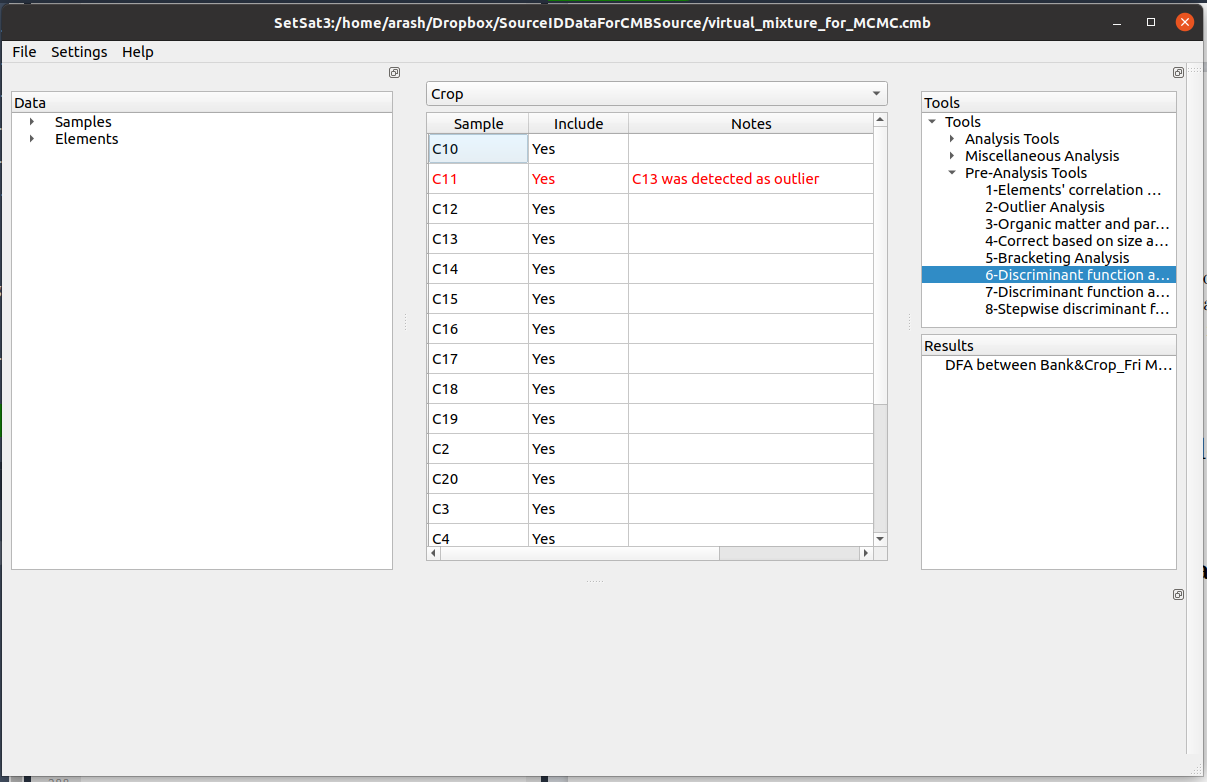 SetSat3:/home/arash/Dropbox/SourceIDDataForCMBSource/virtual_mixture_for_MCMC.cmb
File Settings Help
Data
Samples
Elements
Crop
Sample Include Notes
C10 Yes
C11 Yes C13 was detected as outlier
C12 Yes
C13 Yes
C14 Yes
C15 Yes
C16 Yes
C17 Yes
C18 Yes
C19 Yes
C2 Yes
C20 Yes
C3 Yes
C4 Yes
Tools
Tools
Analysis Tools
Miscellaneous Analysis
Pre-Analysis Tools
1-Elements' correlation ...
2-Outlier Analysis
3-Organic matter and par...
4-Correct based on size a...
5-Bracketing Analysis
6-Discriminant function a...
7-Discriminant function a...
8-Stepwise discriminant f...
Results
DFA between Bank&Crop_Fri M...